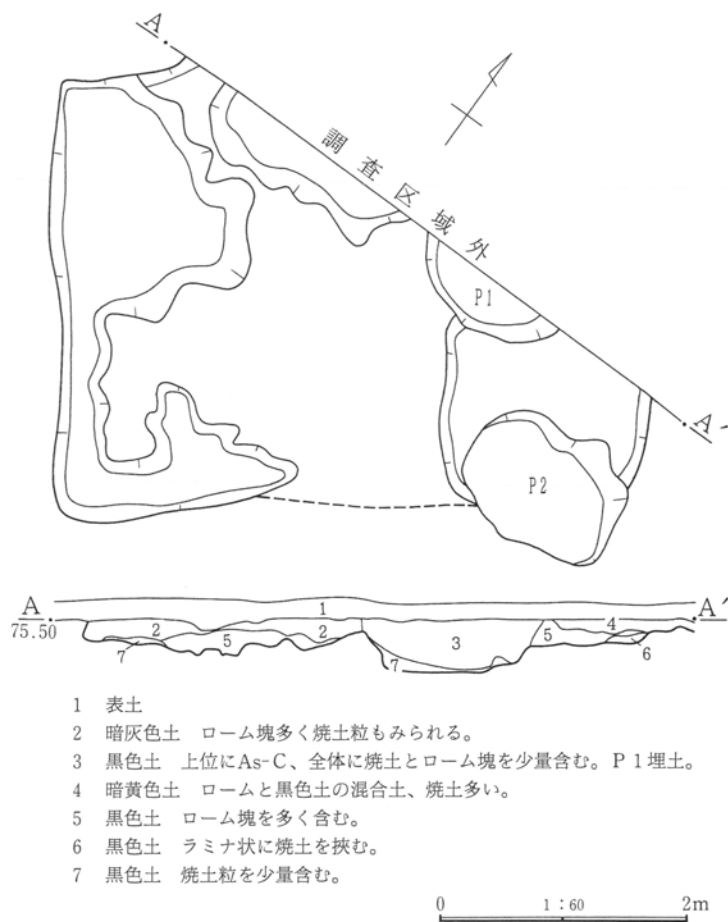 A
調査区域外
P1
A′
P2
A
A′
75.50
1
2
5
2
3
5
4
7
7
6
1 表土
2 暗灰色土 ローム塊多く焼土粒もみられる。
3 黒色土 上位にAs-C、全体に焼土とローム塊を少量含む。P1埋土。
4 暗黄色土 ロームと黒色土の混合土、焼土多い。
5 黒色土 ローム塊を多く含む。
6 黒色土 ラミナ状に焼土を挾む。
7 黒色土 焼土粒を少量含む。
0 1:60 2m